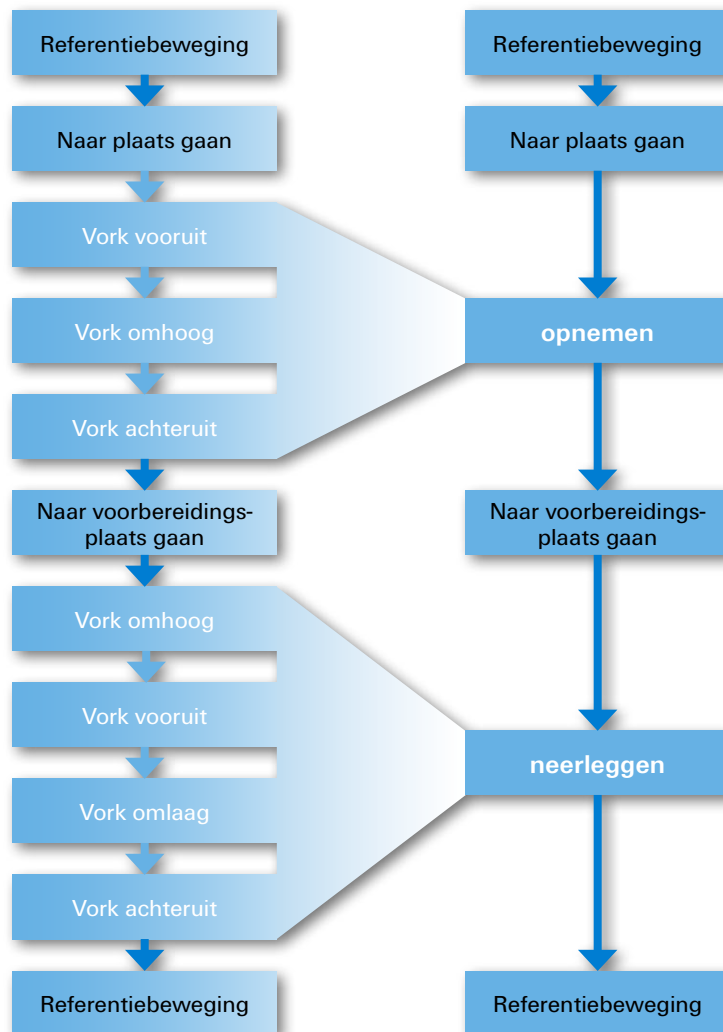 Referentiebeweging
Naar plaats gaan
Vork vooruit
Vork omhoog
Vork achteruit
Naar voorbereidings-
plaats gaan
Vork omhoog
Vork vooruit
Vork omlaag
Vork achteruit
Referentiebeweging
Referentiebeweging
Naar plaats gaan
opnemen
Naar voorbereidings-
plaats gaan
neerleggen
Referentiebeweging